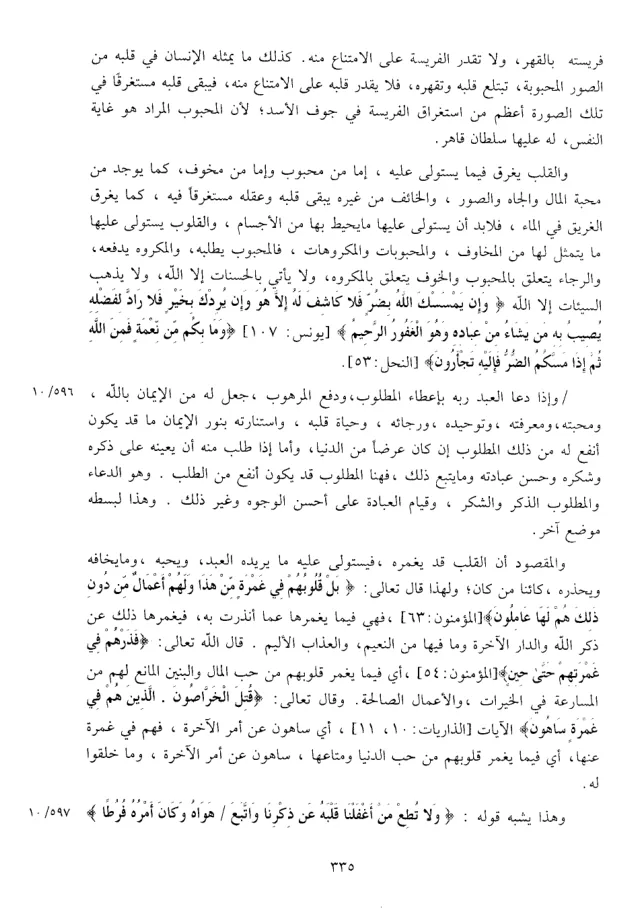 فريسته بالقهر، ولا تقدر الفريسة على الامتناع منه. كذلك ما يمثله الإنسان في قلبه من
الصور المحبوبة، تبتلع قلبه وتقهره، فلا يقدر قلبه على الامتناع منه، فيبقى قلبه مستغرقًا في
تلك الصورة أعظم من استغراق الفريسة في جوف الأسد؛ لأن المحبوب المراد هو غاية
النفس، له عليها سلطان قاهر.
والقلب يغرق فيما يستولى عليه ، إما من محبوب وإما من مخوف، كما يوجد من
محبة المال والجاه والصور ، والخائف من غيره يبقى قلبه وعقله مستغرقاً فيه ، كما يغرق
الغريق في الماء ، فلابد أن يستولى عليها مايحيط بها من الأجسام ، والقلوب يستولى عليها
ما يتمثل لها من المخاوف ، والمحبوبات والمكروهات ، فالمحبوب يطلبه، والمكروه يدفعه،
والرجاء يتعلق بالمحبوب والخوف يتعلق بالمكروه، ولا يأتي بالحسنات إلا اللّه، ولا يذهب
السيئات إلا اللّه ﴿ وَإِن يَمْسَسْكَ اللَّهُ بِضُرٍّ فَلا كَاشِفَ لَهُ إِلاَّ هُوَ وَإِن يُرِدْكَ بِخَيْرٍ فَلا رَادَّ لِفَضْلِهِ
يُصِيبُ بِهِ مَن يَشَاءُ مِنْ عِبَادِهِ وَهُوَ الْغَفُورُ الرَّحِيمُ ﴾ [يونس: ١٠٧] ﴿وَمَا بِكُم مِّن نِّعْمَةٍ فَمِنَ اللَّهِ
ثُمَّ إِذَا مَسَّكُمُ الضُّرُّ فَإِلَيْهِ تَجْأَرُونَ﴾ [النحل:٥٣].
/ وإذا دعا العبد ربه بإعطاء المطلوب،ودفع المرهوب ،جعل له من الإيمان باللّه ، ١٠/٥٩٦
ومحبته،ومعرفته ،وتوحيده ،ورجائه ، وحياة قلبه ، واستنارته بنور الإيمان ما قد يكون
أنفع له من ذلك المطلوب إن كان عرضاً من الدنيا، وأما إذا طلب منه أن يعينه على ذكره
وشكره وحسن عبادته ومايتبع ذلك ،فهنا المطلوب قد يكون أنفع من الطلب . وهو الدعاء
والمطلوب الذكر والشكر ، وقيام العبادة على أحسن الوجوه وغير ذلك . وهذا لبسطه
موضع آخر.
والمقصود أن القلب قد يغمره ،فيستولى عليه ما يريده العبد، ويحبه ،ومايخافه
ويحذره ،كائنا من كان؛ ولهذا قال تعالى: ﴿ بَلْ قُلُوبُهُمْ فِي غَمْرَةٍ مِّنْ هَذَا وَلَهُمْ أَعْمَالٌ مِّن دُونِ
ذَلِكَ هُمْ لَهَا عَامِلُونَ﴾[المؤمنون:٦٣] ،فهي فيما يغمرها عما أنذرت به، فيغمرها ذلك عن
ذكر اللّه والدار الآخرة وما فيها من النعيم، والعذاب الأليم . قال اللّه تعالى: ﴿فَذَرْهُمْ فِي
غَمْرَتِهِمْ حَتَّىٰ حِينٍ﴾[المؤمنون:٥٤] ،أي فيما يغمر قلوبهم من حب المال والبنين المانع لهم من
المسارعة في الخيرات ،والأعمال الصالحة. وقال تعالى: ﴿قُتِلَ الْخَرَّاصُونَ . الَّذِينَ هُمْ فِي
غَمْرَةٍ سَاهُونَ﴾ الآيات [الذاريات: ١٠، ١١] ، أي ساهون عن أمر الآخرة ، فهم في غمرة
عنها، أي فيما يغمر قلوبهم من حب الدنيا ومتاعها ، ساهون عن أمر الآخرة ، وما خلقوا
له.
وهذا يشبه قوله : ﴿ وَلا تُطِعْ مَنْ أَغْفَلْنَا قَلْبَهُ عَن ذِكْرِنَا وَاتَّبَعَ / هَوَاهُ وَكَانَ أَمْرُهُ فُرُطًا ﴾ ١٠/٥٩٧
٣٣٥